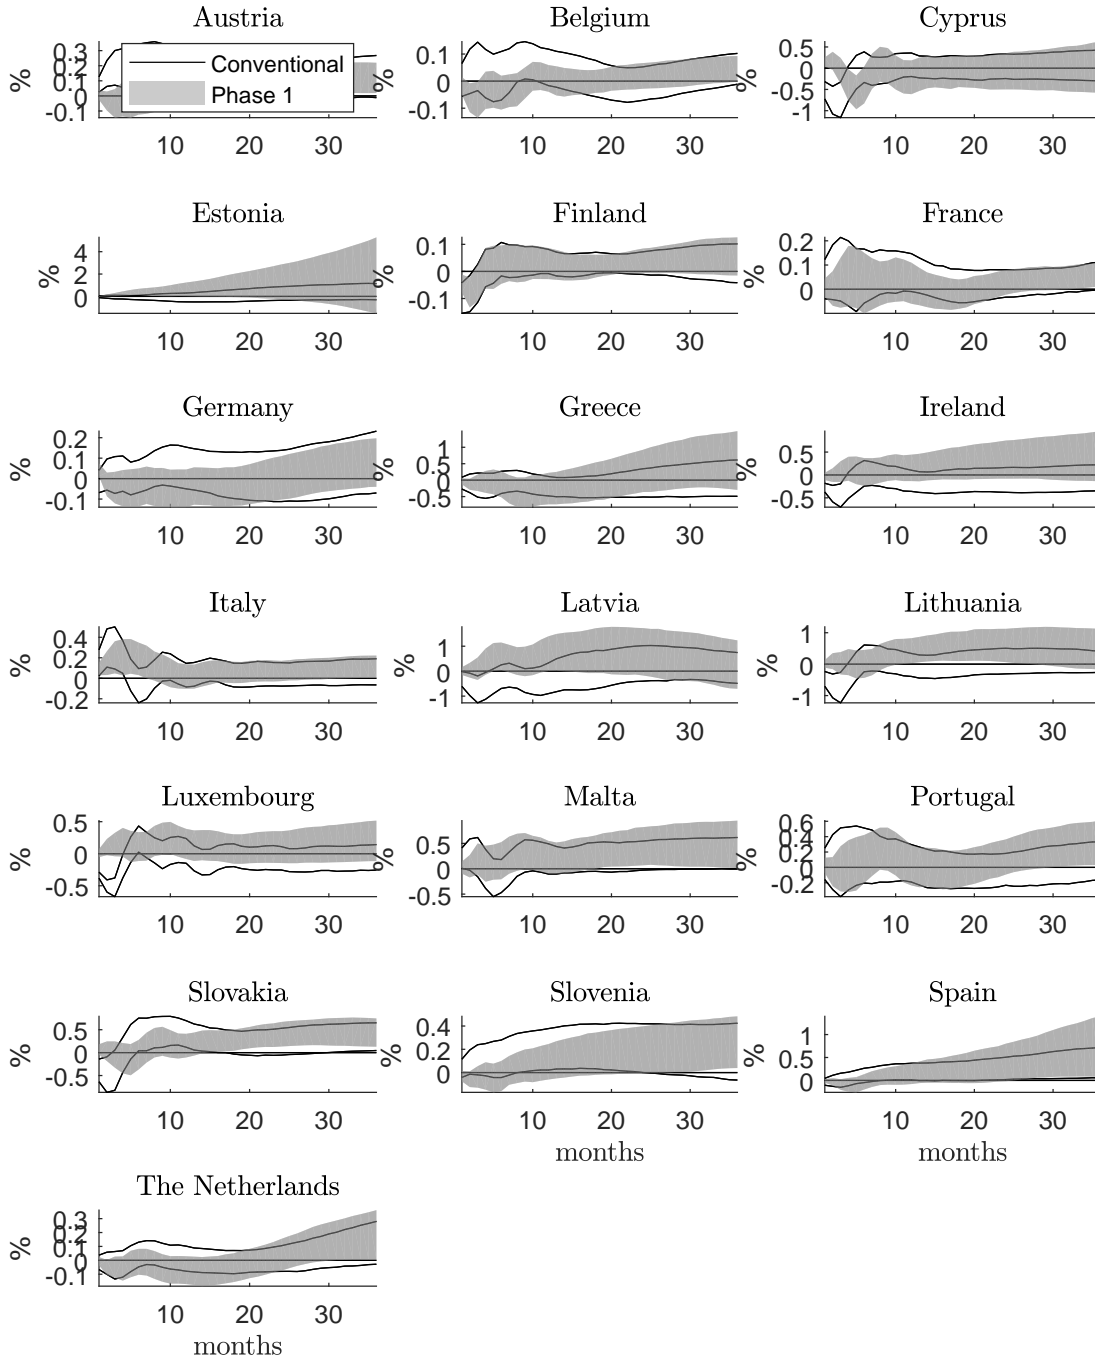 Austria
%
0.3
0.2
0.1
0
-0.1
Conventional
Phase 1
10 20 30
Belgium
%
0.1
0
-0.1
10 20 30
Cyprus
%
0.5
0
-0.5
-1
10 20 30
Estonia
%
4
2
0
10 20 30
Finland
%
0.1
0
-0.1
10 20 30
France
%
0.2
0.1
0
10 20 30
Germany
%
0.2
0.1
0
-0.1
10 20 30
Greece
%
1
0.5
0
-0.5
10 20 30
Ireland
%
0.5
0
-0.5
10 20 30
Italy
%
0.4
0.2
0
-0.2
10 20 30
Latvia
%
1
0
-1
10 20 30
Lithuania
%
1
0
-1
10 20 30
Luxembourg
%
0.5
0
-0.5
10 20 30
Malta
%
0.5
0
-0.5
10 20 30
Portugal
%
0.6
0.4
0.2
0
-0.2
10 20 30
Slovakia
%
0.5
0
-0.5
10 20 30
Slovenia
%
0.4
0.2
0
10 20 30
months
Spain
%
1
0.5
0
10 20 30
months
The Netherlands
%
0.3
0.2
0.1
0
-0.1
10 20 30
months